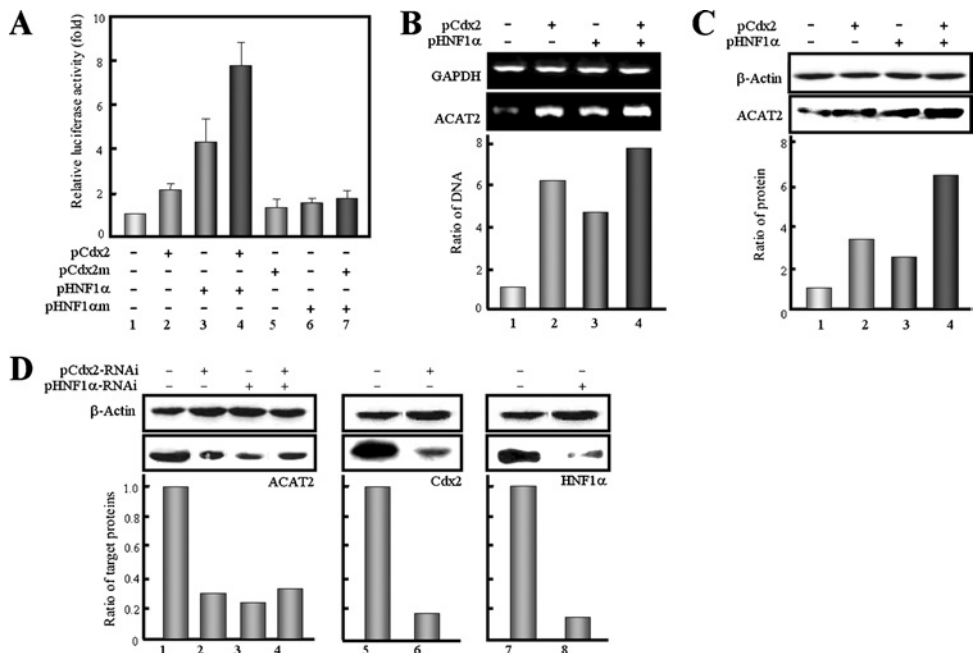 A
Relative luciferase activity (fold)
10
8
6
4
2
0
pCdx2 − + − + − − −
pCdx2m − − − − + − +
pHNF1α − − + + − − −
pHNF1αm − − − − − + +
1 2 3 4 5 6 7
B
pCdx2 − + − +
pHNF1α − − + +
GAPDH
ACAT2
Ratio of DNA
8
6
4
2
0
1 2 3 4
C
pCdx2 − + − +
pHNF1α − − + +
β-Actin
ACAT2
Ratio of protein
8
6
4
2
0
1 2 3 4
D
pCdx2-RNAi − + − + − +
pHNF1α-RNAi − − + + − +
β-Actin
ACAT2 Cdx2 HNF1α
Ratio of target proteins
1.0
0.8
0.6
0.4
0.2
0
1 2 3 4 5 6 7 8